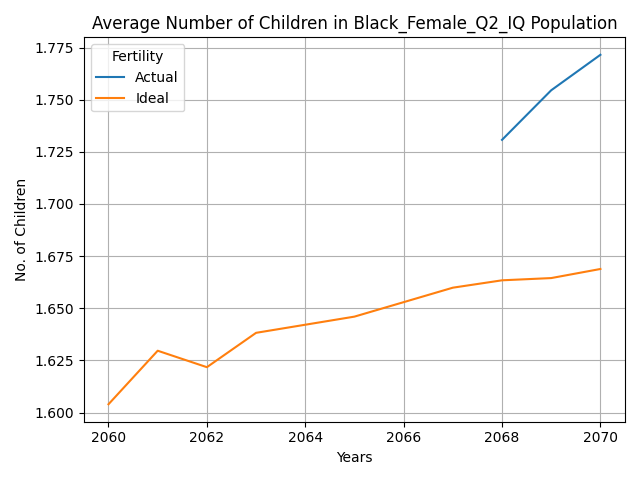 Average Number of Children in Black_Female_Q2_IQ Population
Fertility
Actual
Ideal
1.775
1.750
1.725
1.700
1.675
1.650
1.625
1.600
No. of Children
2060
2062
2064
2066
2068
2070
Years